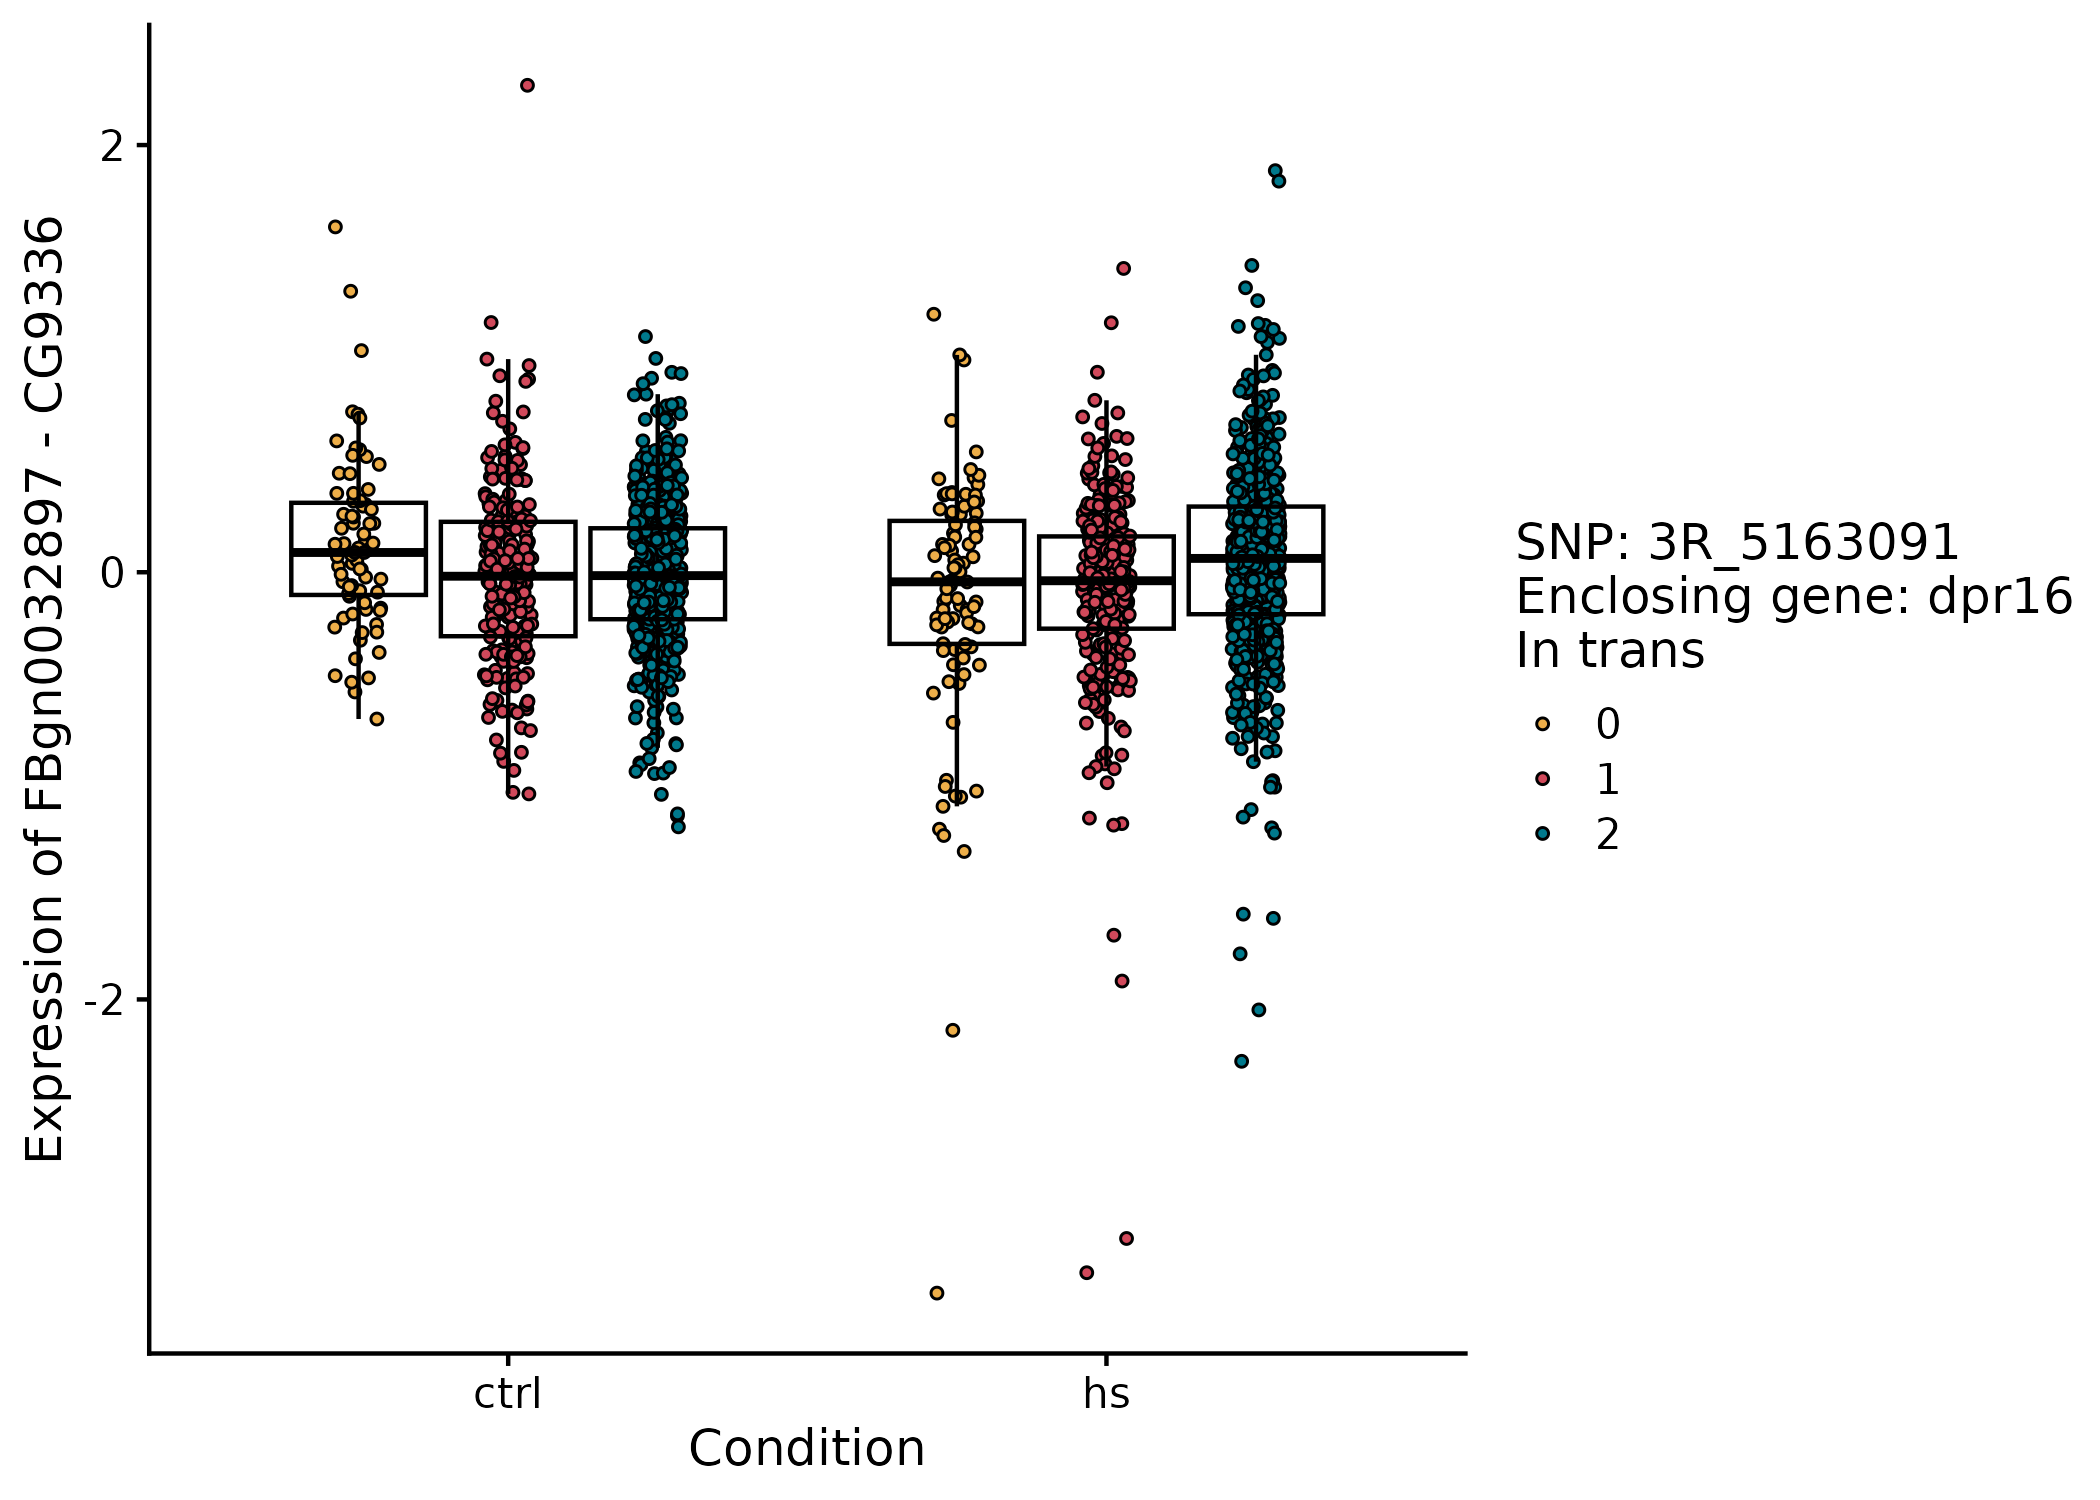 Expression of FBgn0032897 - CG9336
2
0
-2
ctrl
hs
Condition
SNP: 3R_5163091
Enclosing gene: dpr16
In trans
0
1
2